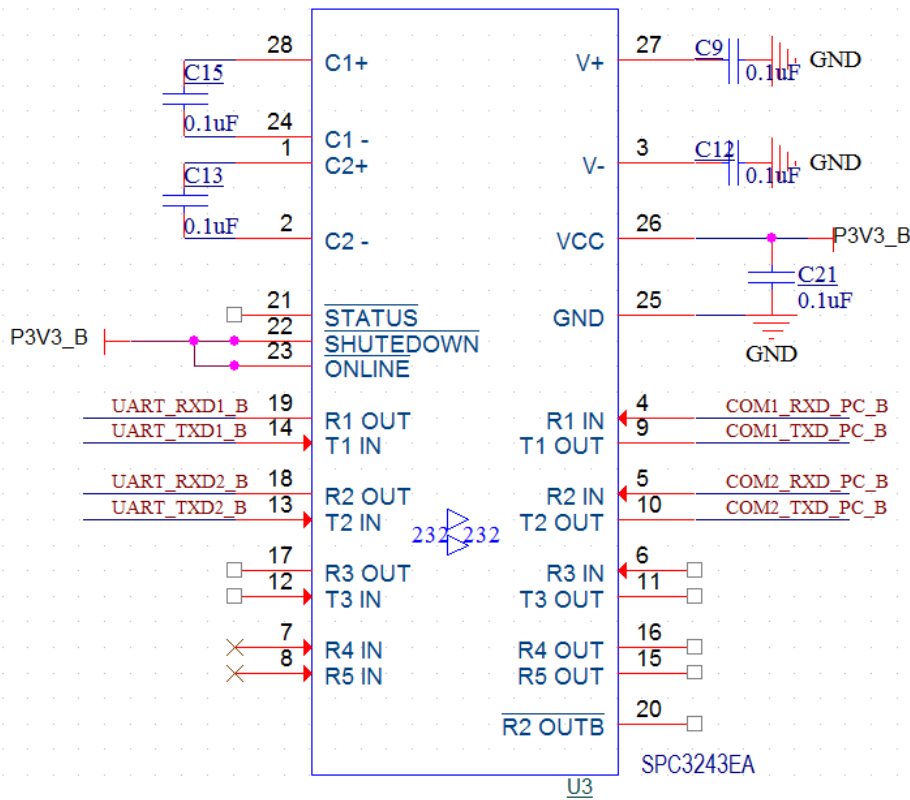 28 C1+ V+ 27 C9 0.1uF GND
C15 0.1uF
24 C1 -
1 C2+ V- 3 C12 0.1uF GND
C13 0.1uF
2 C2 - VCC 26 P3V3_B
C21 0.1uF
21 STATUS GND 25 GND
P3V3_B 22 SHUTEDOWN
23 ONLINE
UART_RXD1_B 19 R1 OUT R1 IN 4 COM1_RXD_PC_B
UART_TXD1_B 14 T1 IN T1 OUT 9 COM1_TXD_PC_B
UART_RXD2_B 18 R2 OUT R2 IN 5 COM2_RXD_PC_B
UART_TXD2_B 13 T2 IN T2 OUT 10 COM2_TXD_PC_B
232 232
17 R3 OUT R3 IN 6
12 T3 IN T3 OUT 11
7 R4 IN R4 OUT 16
8 R5 IN R5 OUT 15
R2 OUTB 20
SPC3243EA
U3